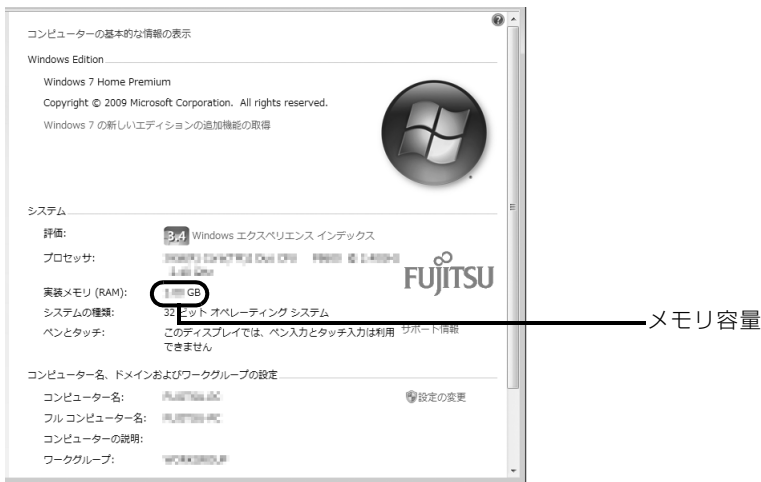 コンピューターの基本的な情報の表示
Windows Edition
Windows 7 Home Premium
Copyright © 2009 Microsoft Corporation. All rights reserved.
Windows 7 の新しいエディションの追加機能の取得
システム
評価: 3.4 Windows エクスペリエンス インデックス
プロセッサ:
FUJITSU
実装メモリ (RAM): GB
システムの種類: 32 ビット オペレーティング システム
メモリ容量
ペンとタッチ: このディスプレイでは、ペン入力とタッチ入力は利用できません
サポート情報
コンピューター名、ドメインおよびワークグループの設定
コンピューター名: 設定の変更
フル コンピューター名:
コンピューターの説明:
ワークグループ: